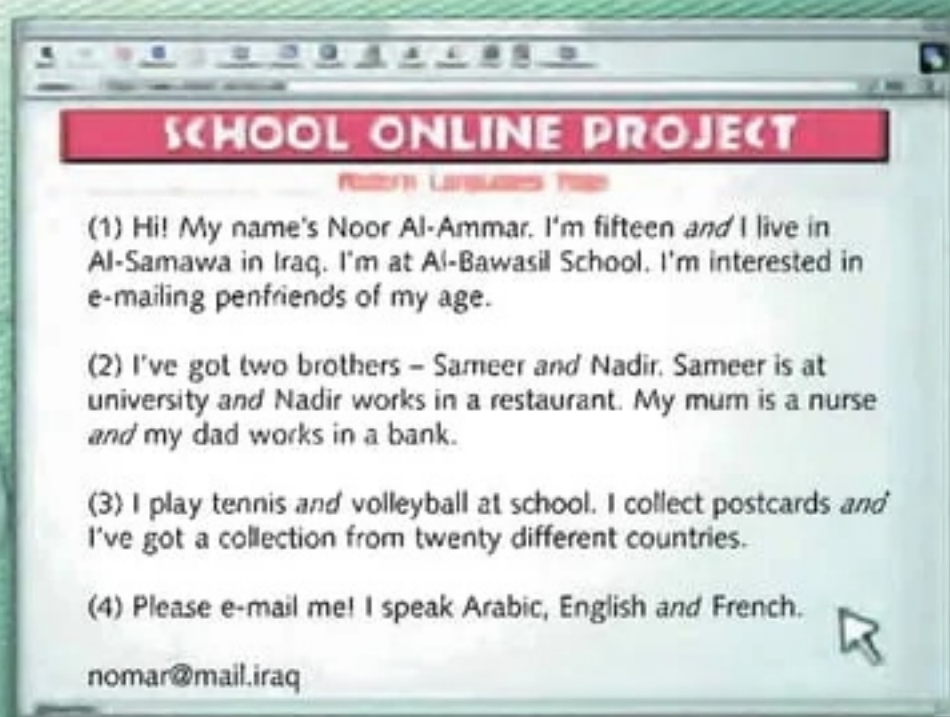 SCHOOL ONLINE PROJECT
Modern Languages Page
(1) Hi! My name's Noor Al-Ammar. I'm fifteen and I live in
Al-Samawa in Iraq. I'm at Al-Bawasil School. I'm interested in
e-mailing penfriends of my age.
(2) I've got two brothers – Sameer and Nadir. Sameer is at
university and Nadir works in a restaurant. My mum is a nurse
and my dad works in a bank.
(3) I play tennis and volleyball at school. I collect postcards and
I've got a collection from twenty different countries.
(4) Please e-mail me! I speak Arabic, English and French.
nomar@mail.iraq